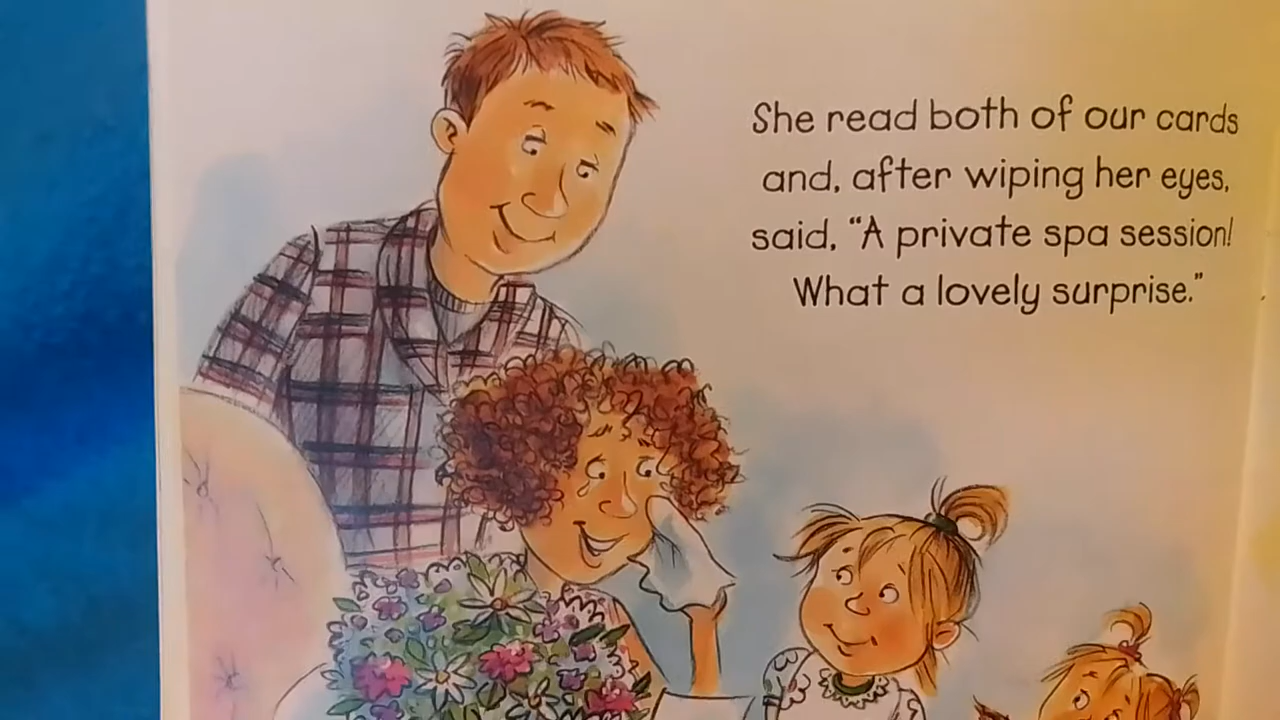 She read both of our cards
and, after wiping her eyes,
said, “A private spa session!
What a lovely surprise.”